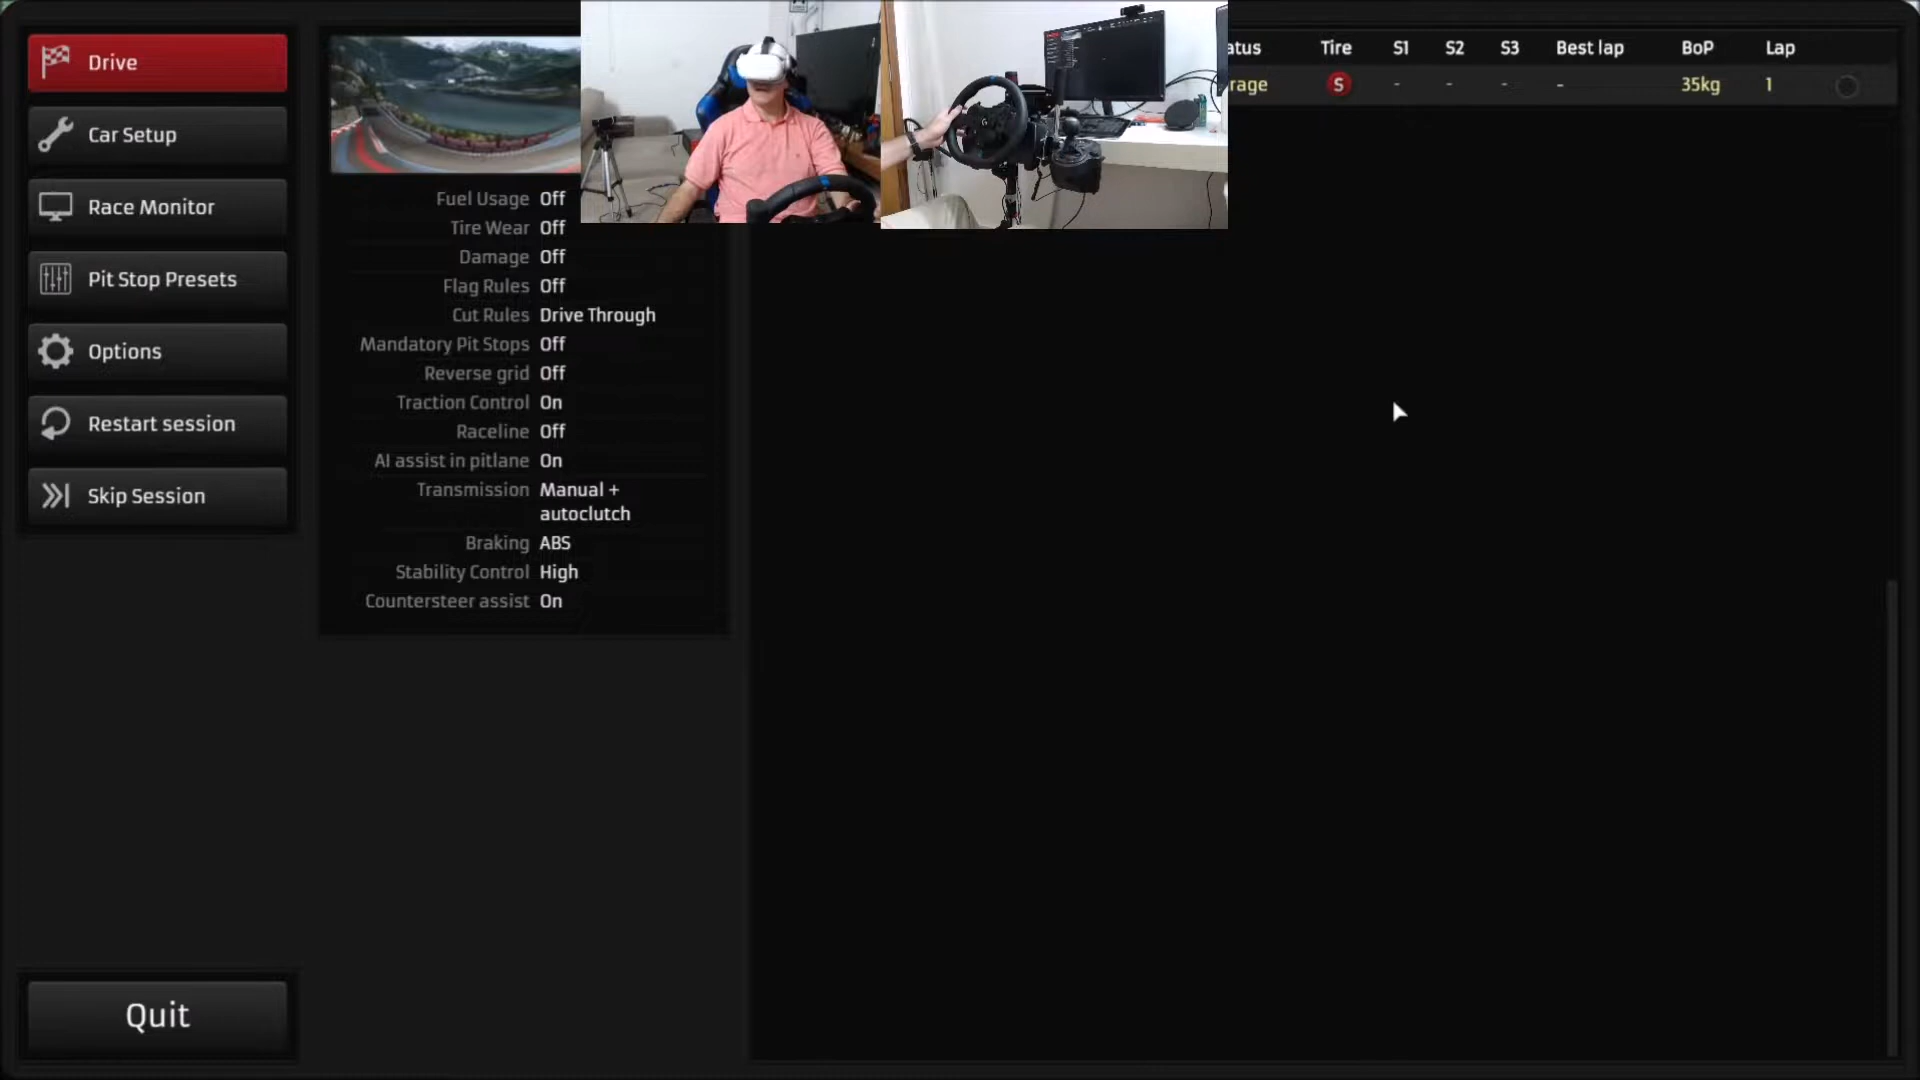 Drive
Car Setup
Race Monitor
Pit Stop Presets
Options
Restart session
Skip Session
Quit
Fuel Usage Off
Tire Wear Off
Damage Off
Flag Rules Off
Cut Rules Drive Through
Mandatory Pit Stops Off
Reverse grid Off
Traction Control On
Raceline Off
AI assist in pitlane On
Transmission Manual +
autoclutch
Braking ABS
Stability Control High
Countersteer assist On
atus Tire S1 S2 S3 Best lap BoP Lap
rage S - - - - 35kg 1